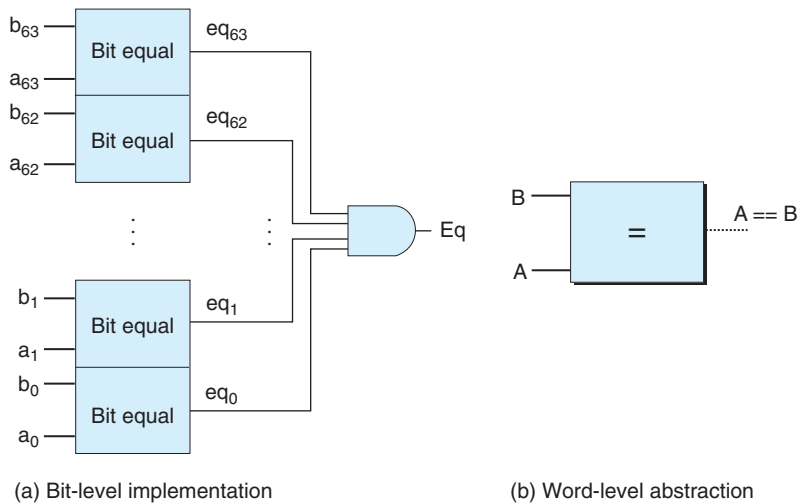 b63
Bit equal
eq63
a63
b62
Bit equal
eq62
a62
Eq
b1
Bit equal
eq1
a1
b0
Bit equal
eq0
a0
(a) Bit-level implementation
B
=
A == B
A
(b) Word-level abstraction